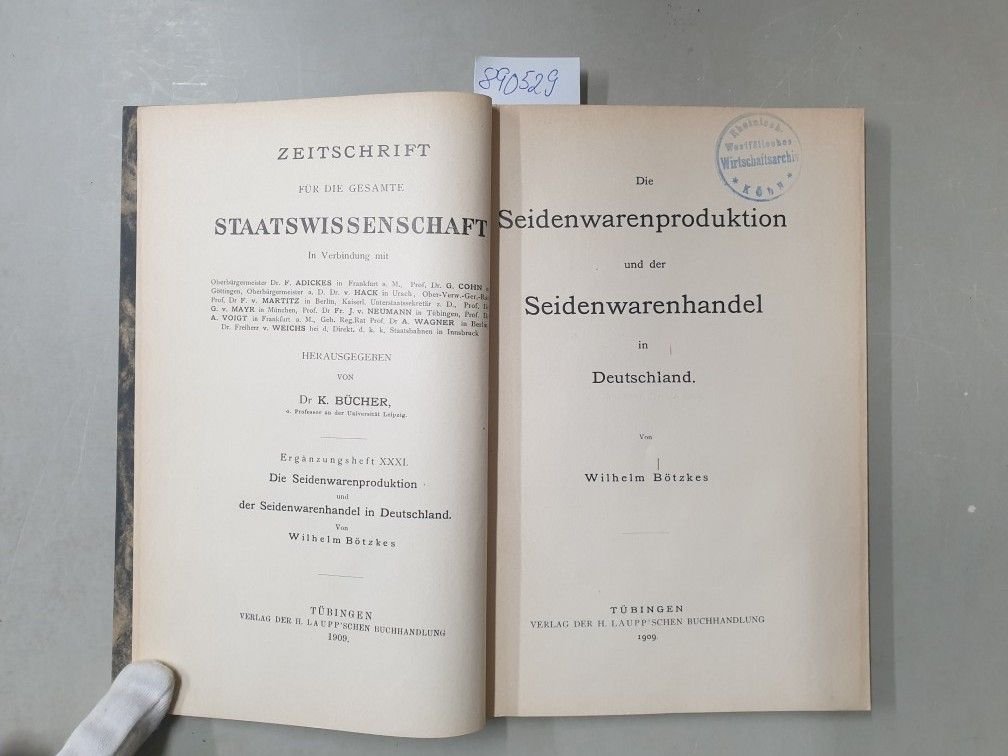 890529
ZEITSCHRIFT
FÜR DIE GESAMTE
STAATSWISSENSCHAFT
In Verbindung mit
Oberbürgermeister Dr. F. ADICKES in Frankfurt a. M., Prof. Dr. G. COHN
Göttingen, Oberbürgermeister a. D. Dr. v. HACK in Urach, Ober-Verw.-Ger.-Ra
Prof. Dr F. v. MARTITZ in Berlin, Kaiserl. Unterstaatssekretär z. D., Prof. D
G. v. MAYR in München, Prof. Dr Fr. J. v. NEUMANN in Tübingen, Prof. D
A. VOIGT in Frankfurt a. M., Geh. Reg.Rat Prof. Dr A. WAGNER in Berlin
Dr. Freiherr v. WEICHS bei d. Direkt. d. k. k. Staatsbahnen in Innsbruck
HERAUSGEGEBEN
VON
Dr K. BÜCHER,
o. Professor an der Universität Leipzig.
Ergänzungsheft XXXI.
Die Seidenwarenproduktion
und
der Seidenwarenhandel in Deutschland.
Von
Wilhelm Bötzkes
TÜBINGEN
VERLAG DER H. LAUPP'SCHEN BUCHHANDLUNG
1909.
Rheinisch-
Westfälisches
Wirtschaftsarchiv
* Köln *
Die
Seidenwarenproduktion
und der
Seidenwarenhandel
in
Deutschland.
Von
Wilhelm Bötzkes
TÜBINGEN
VERLAG DER H. LAUPP'SCHEN BUCHHANDLUNG
1909.